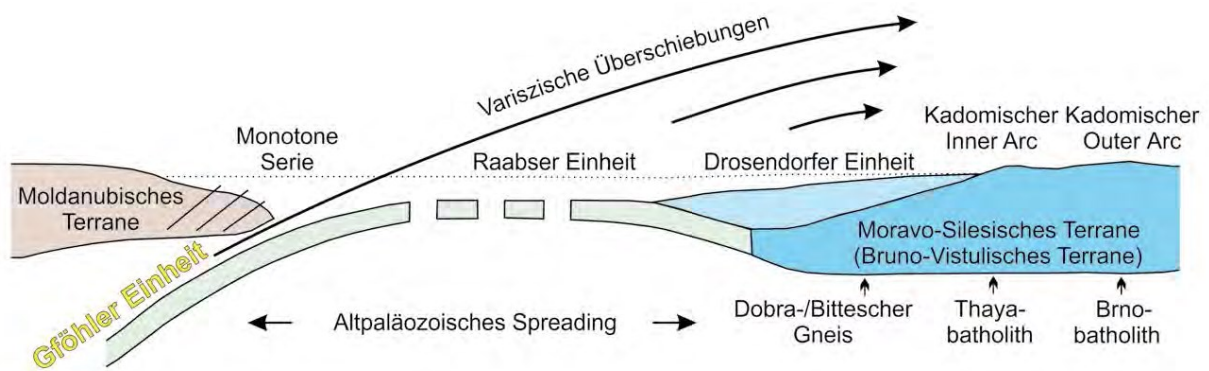 Variszische Überschiebungen
Monotone
Serie
Raabser Einheit
Drosendorfer Einheit
Kadomischer
Inner Arc
Kadomischer
Outer Arc
Moldanubisches
Terrane
Moravo-Silesisches Terrane
(Bruno-Vistulisches Terrane)
Gföhler Einheit
Altpaläozoisches Spreading
Dobra-/Bittescher
Gneis
Thaya-
batholith
Brno-
batholith